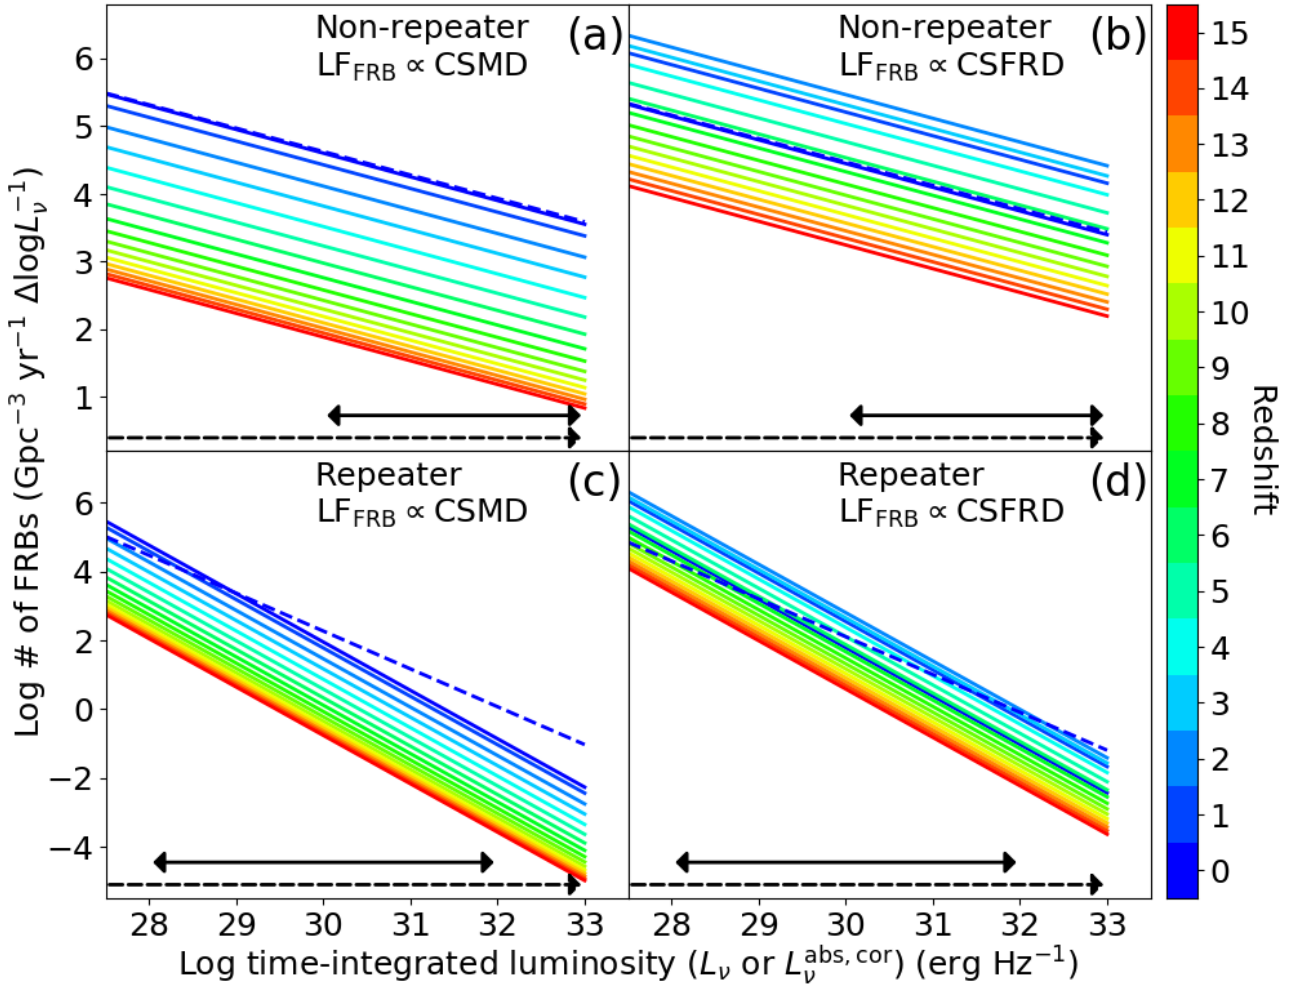 Non-repeater (a)
LF_FRB ∝ CSMD
Non-repeater (b)
LF_FRB ∝ CSFRD
6
5
4
3
2
1
Repeater (c)
LF_FRB ∝ CSMD
Repeater (d)
LF_FRB ∝ CSFRD
6
4
2
0
−2
−4
28 29 30 31 32 33
28 29 30 31 32 33
Log # of FRBs (Gpc⁻³ yr⁻¹ ΔlogL_ν⁻¹)
Log time-integrated luminosity (L_ν or L_ν^abs,cor) (erg Hz⁻¹)
15
14
13
12
11
10
9
8
7
6
5
4
3
2
1
0
Redshift